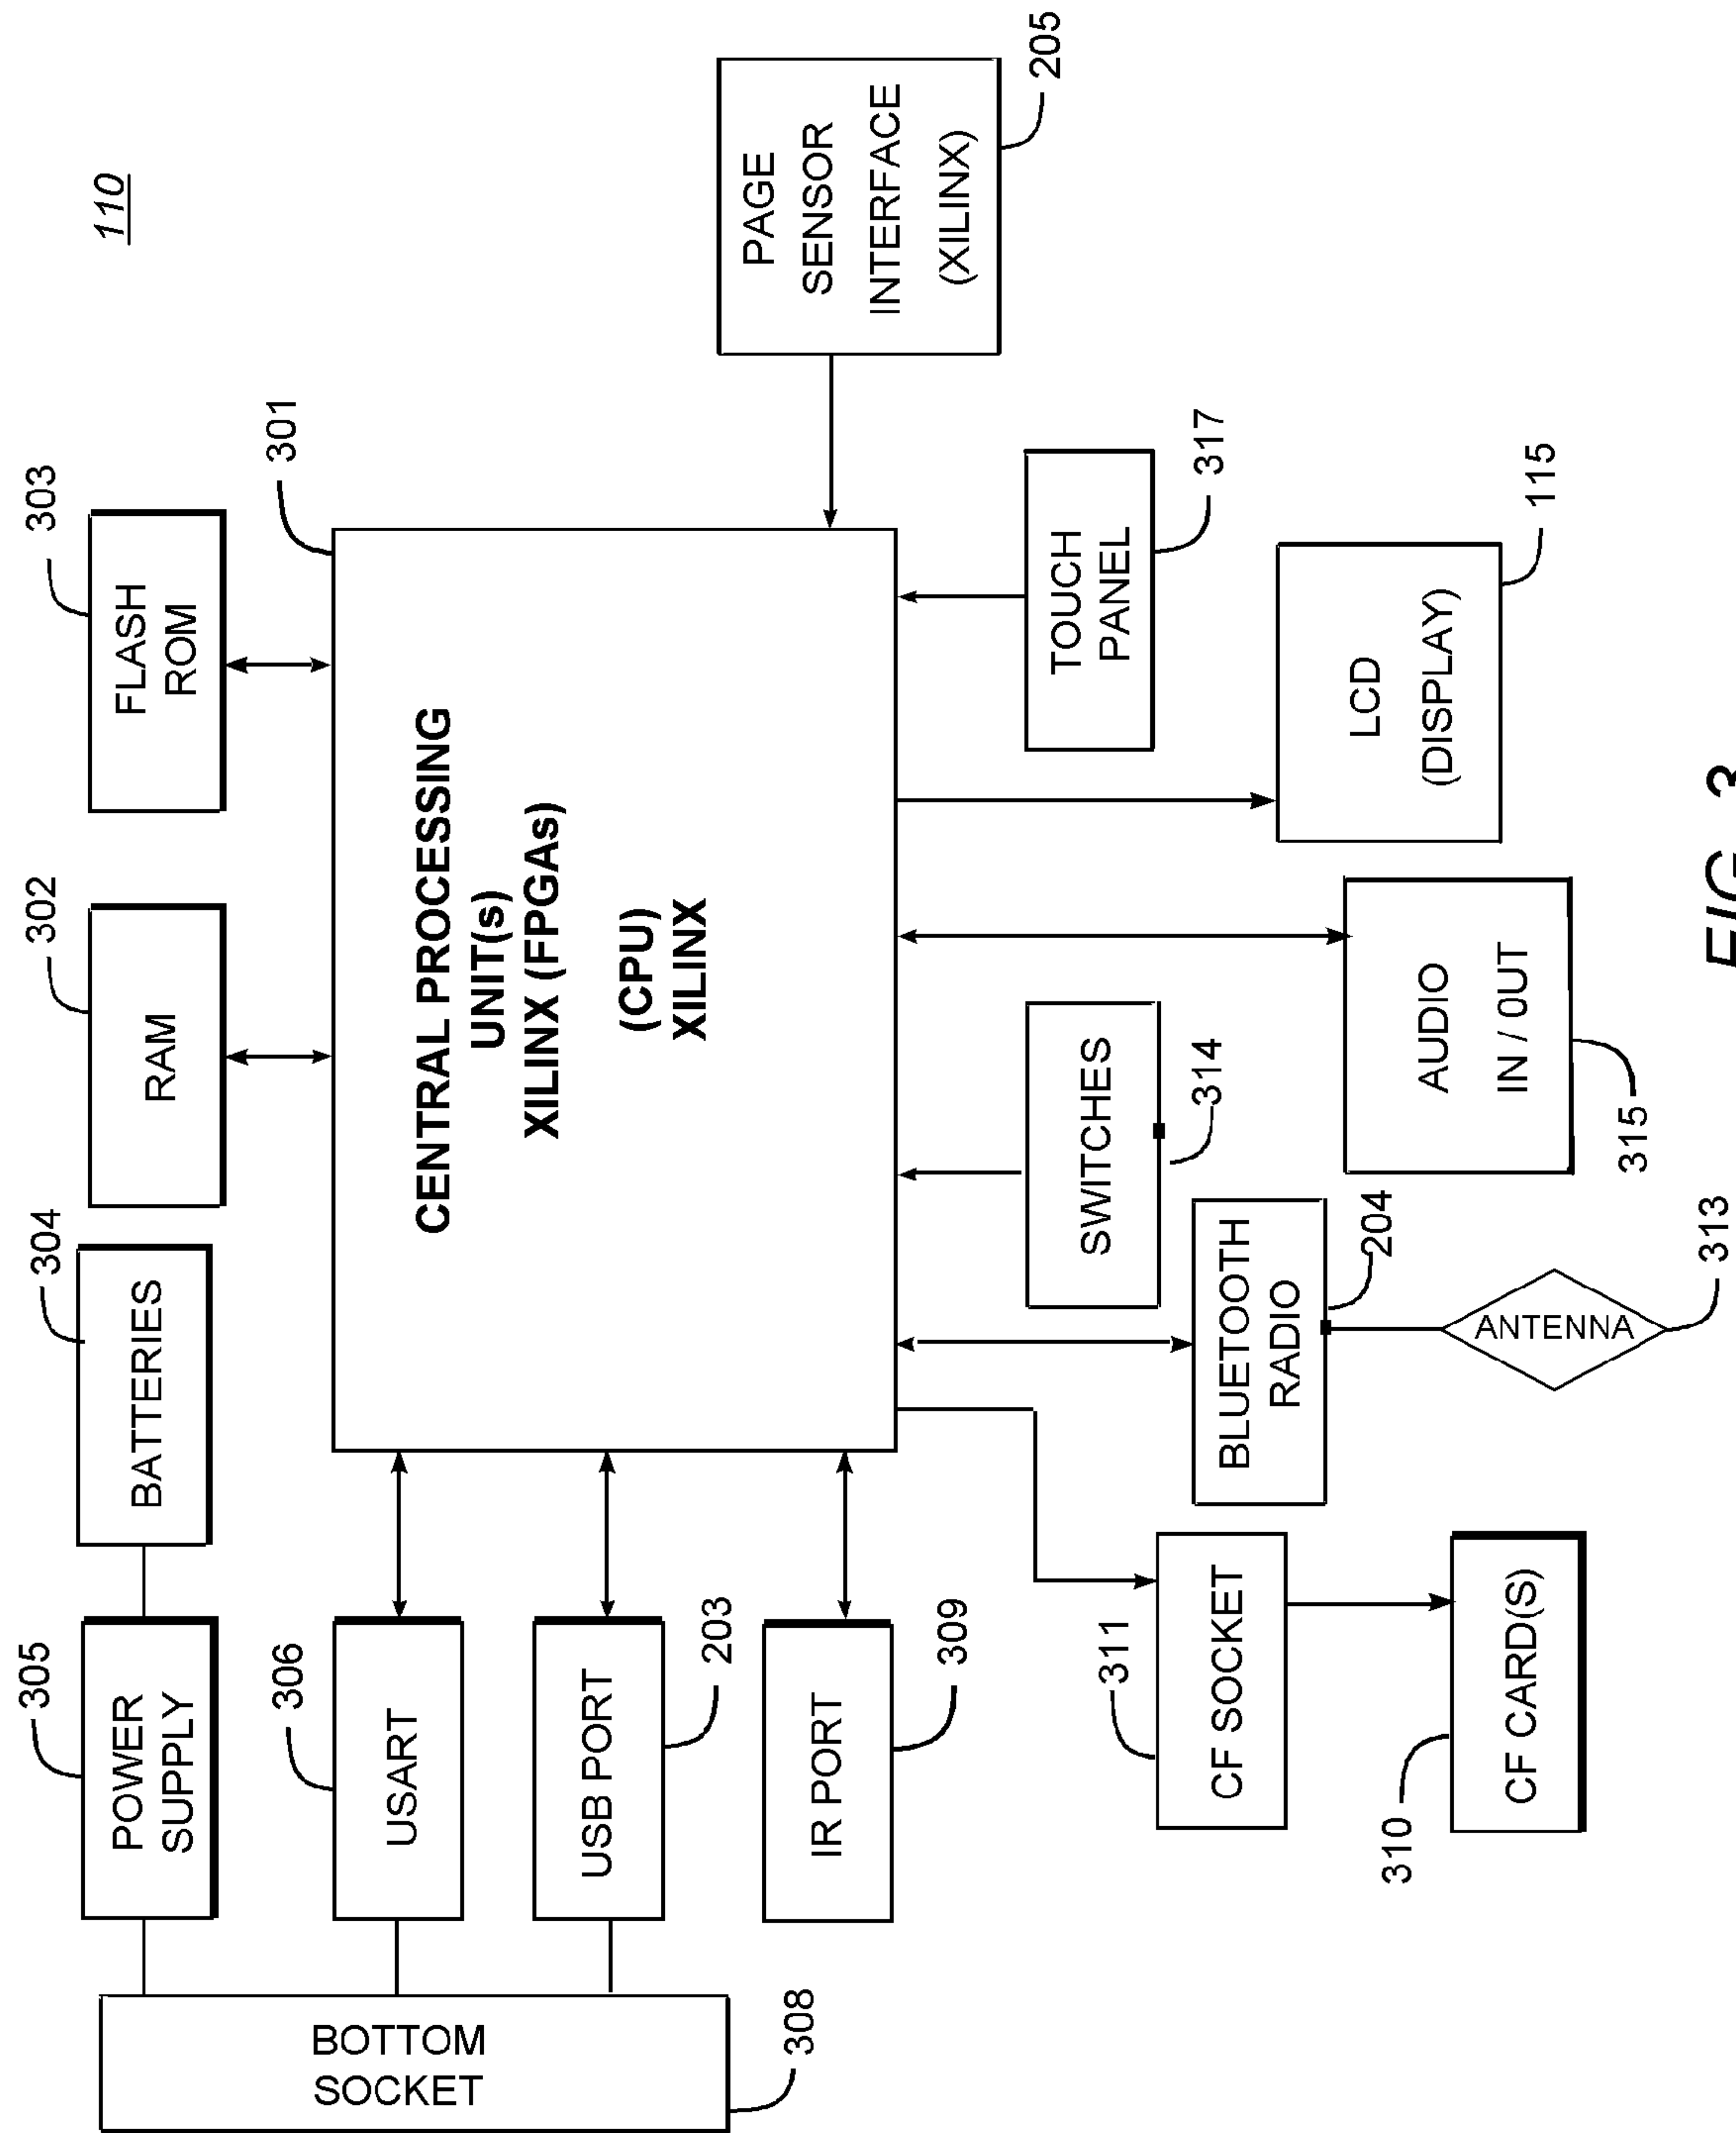 110
303
FLASH
ROM
302
RAM
304
BATTERIES
305
POWER
SUPPLY
301
CENTRAL PROCESSING
UNIT(s)
XILINX (FPGAs)
(CPU)
XILINX
306
USART
USB PORT
203
IR PORT
309
BOTTOM
SOCKET
308
PAGE
SENSOR
INTERFACE
(XILINX)
205
TOUCH
PANEL
317
SWITCHES
314
BLUETOOTH
RADIO
204
ANTENNA
313
311
CF SOCKET
310
CF CARD(S)
LCD
(DISPLAY)
115
AUDIO
IN / 0UT
315
FIG. 3